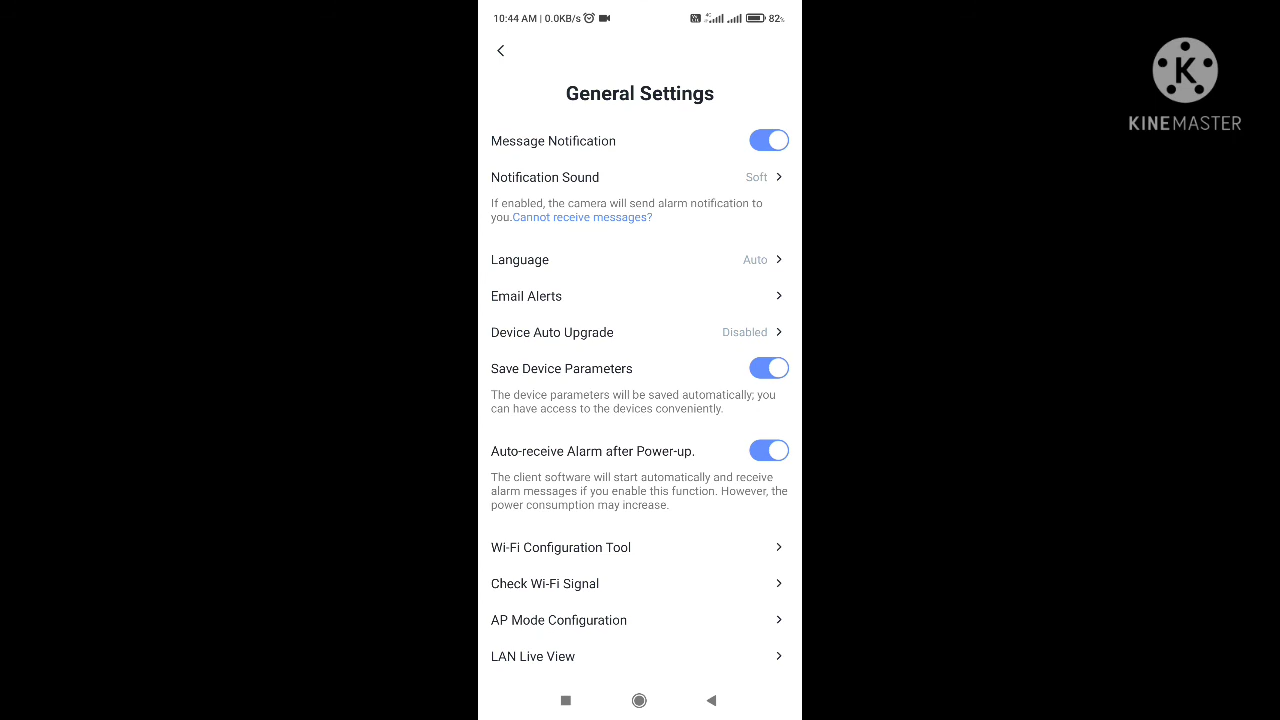 10:44 AM | 0.0KB/s
4G
82%
K
KINEMASTER
General Settings
Message Notification
Notification Sound Soft
If enabled, the camera will send alarm notification to
you.Cannot receive messages?
Language Auto
Email Alerts
Device Auto Upgrade Disabled
Save Device Parameters
The device parameters will be saved automatically; you
can have access to the devices conveniently.
Auto-receive Alarm after Power-up.
The client software will start automatically and receive
alarm messages if you enable this function. However, the
power consumption may increase.
Wi-Fi Configuration Tool
Check Wi-Fi Signal
AP Mode Configuration
LAN Live View